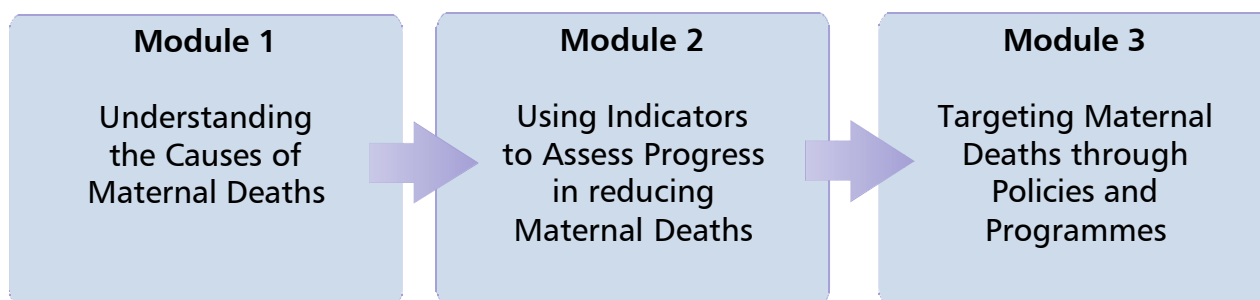 Module 1
Understanding
the Causes of
Maternal Deaths
Module 2
Using Indicators
to Assess Progress
in reducing
Maternal Deaths
Module 3
Targeting Maternal
Deaths through
Policies and
Programmes